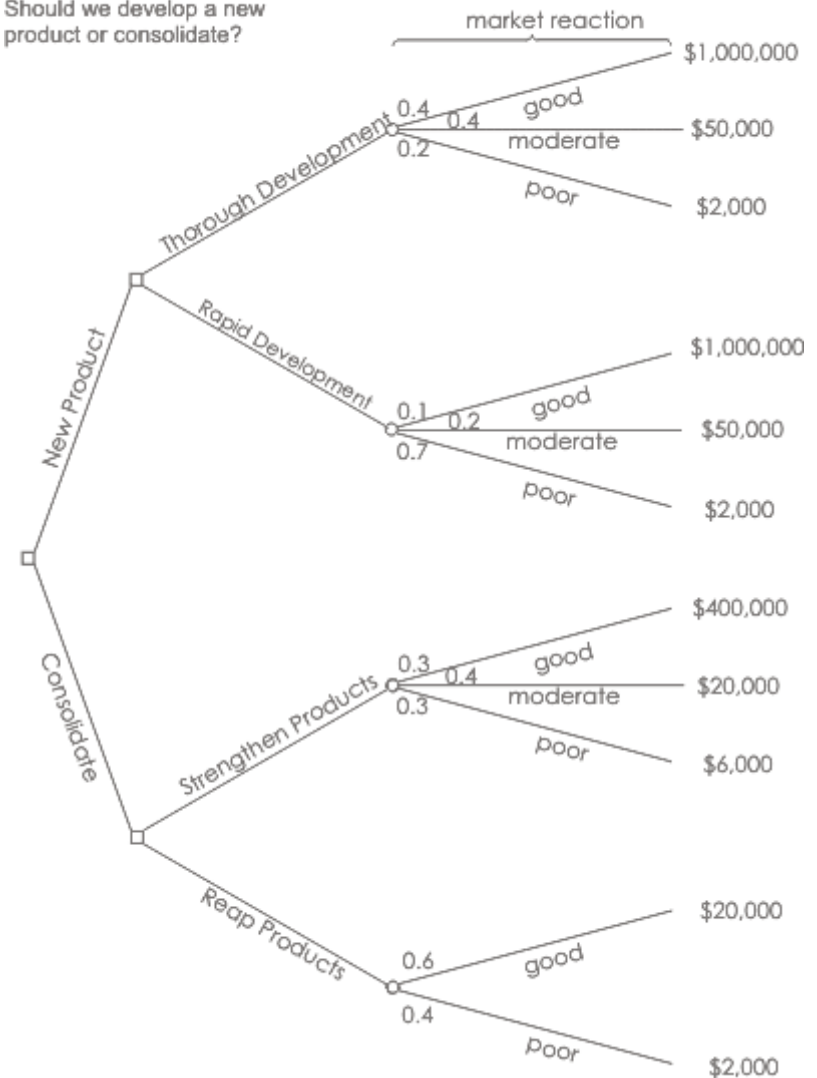 Should we develop a new
product or consolidate?
market reaction
$1,000,000
0.4
good
0.4
Thorough Development
moderate
$50,000
0.2
poor
$2,000
New Product
Rapid Development
$1,000,000
0.1
good
0.2
moderate
$50,000
0.7
poor
$2,000
Consolidate
Strengthen Products
$400,000
0.3
good
0.4
moderate
$20,000
0.3
poor
$6,000
Reap Products
$20,000
0.6
good
0.4
poor
$2,000